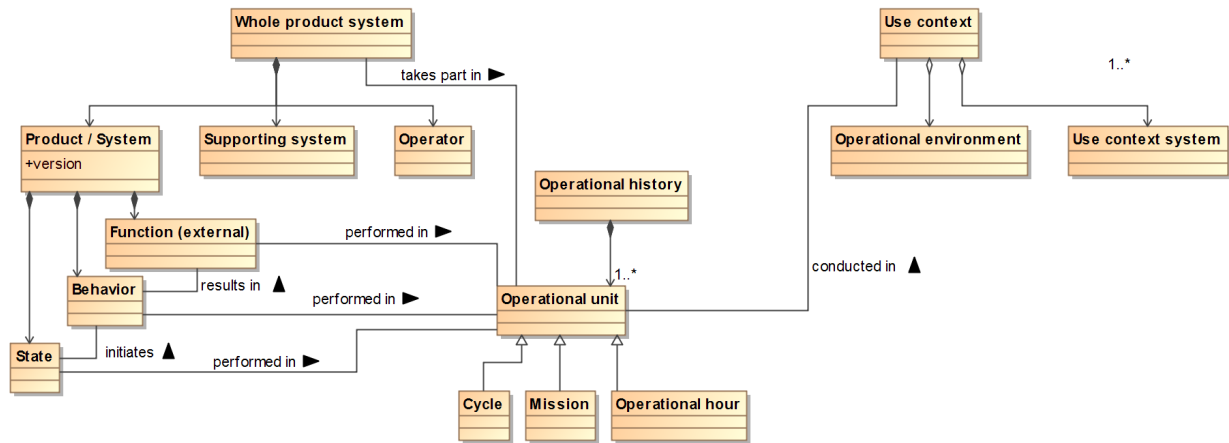 Whole product system
Use context
takes part in
1..*
Product / System
+version
Supporting system
Operator
Operational environment
Use context system
Operational history
Function (external)
performed in
1..*
conducted in
Behavior
results in
performed in
Operational unit
State
initiates
performed in
Cycle
Mission
Operational hour